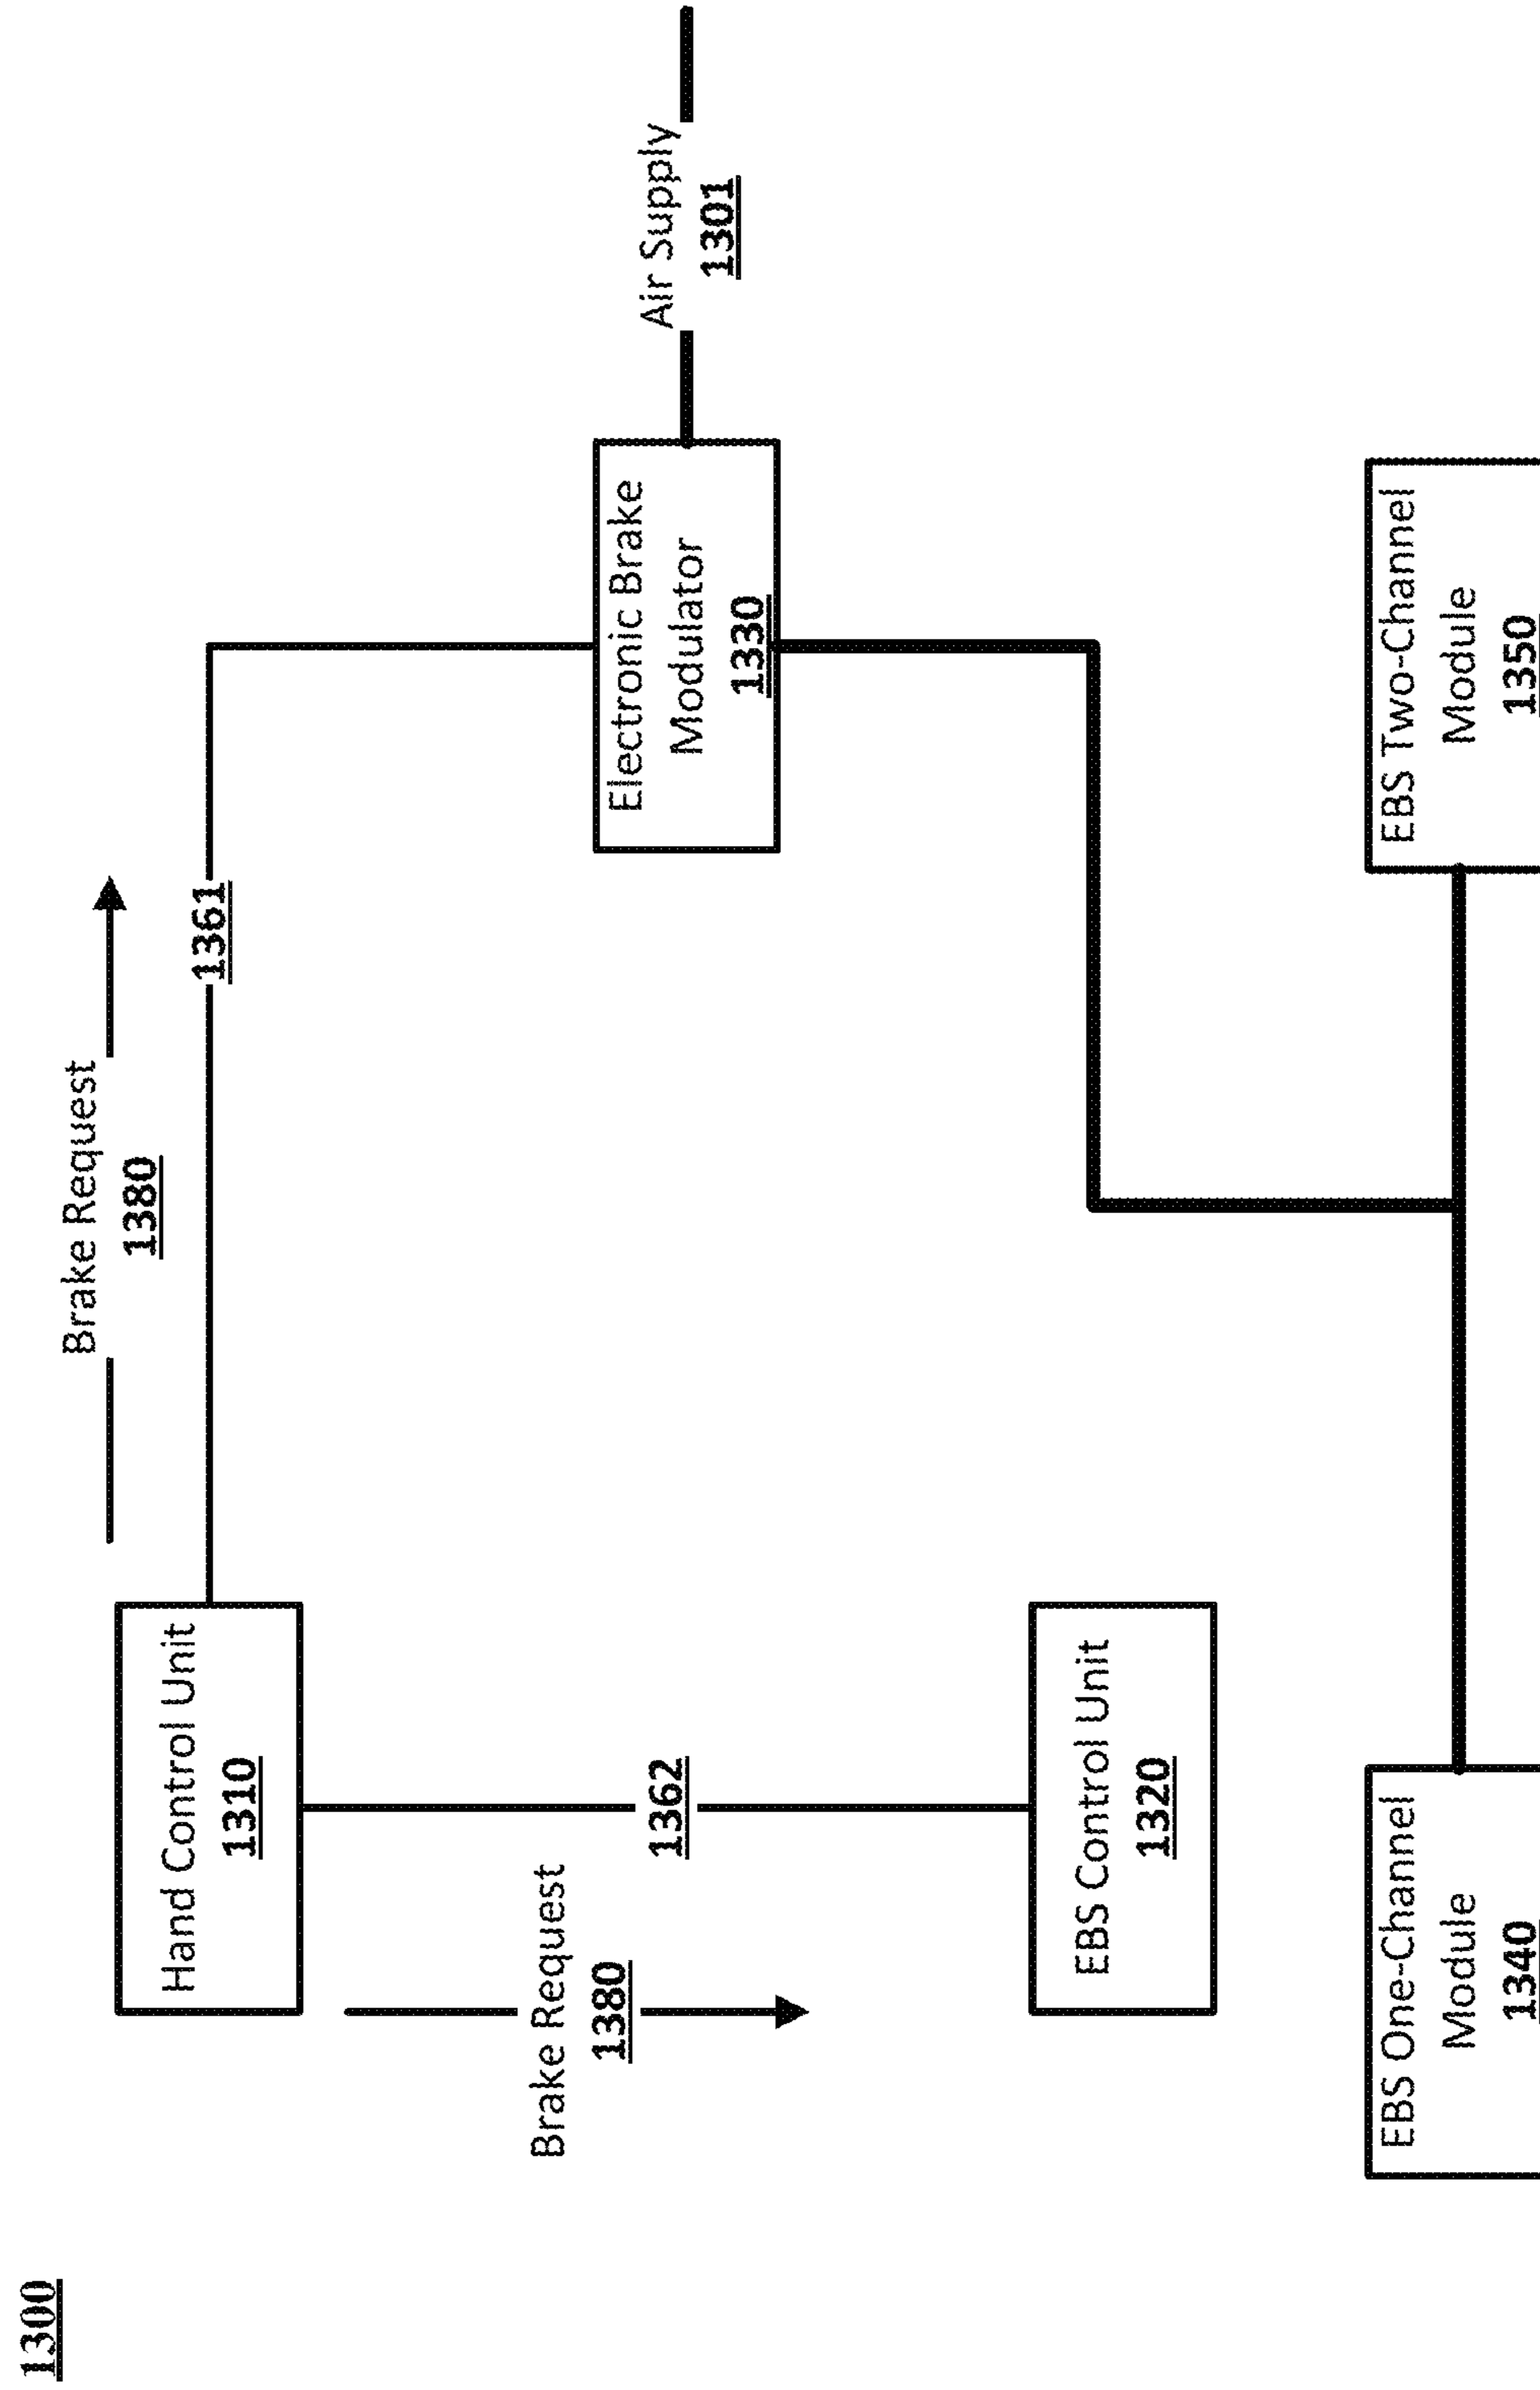 1300
Brake Request
1380
Hand Control Unit
1310
1361
Brake Request
1380
1362
Electronic Brake
Modulator
1330
Air Supply
1301
EBS Control Unit
1320
EBS One-Channel
Module
1340
EBS Two-Channel
Module
1350